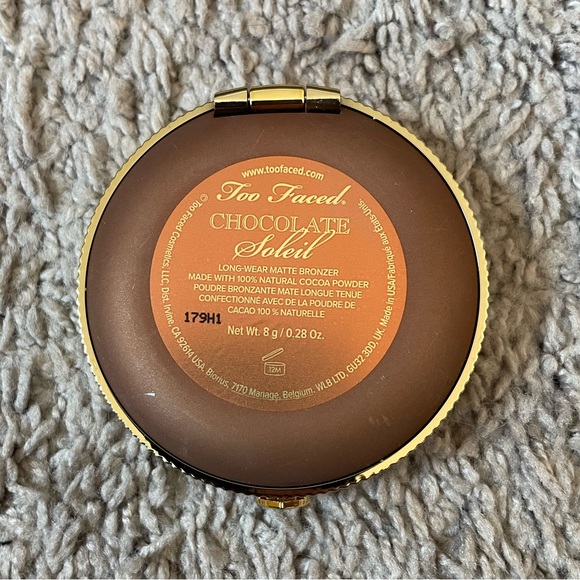 www.toofaced.com
Too Faced®
CHOCOLATE
Soleil
LONG-WEAR MATTE BRONZER
MADE WITH 100% NATURAL COCOA POWDER
POUDRE BRONZANTE MATE LONGUE TENUE
CONFECTIONNÉ AVEC DE LA POUDRE DE
CACAO 100 % NATURELLE
179H1
Net Wt. 8 g / 0.28 Oz.
12M
© Too Faced Cosmetics, LLC, Dist. Irvine, CA 92614 USA. Biorius, 7170 Manage, Belgium. WLB LTD, GU32 3DD, UK. Made in USA/Fabriqué aux États-Unis.